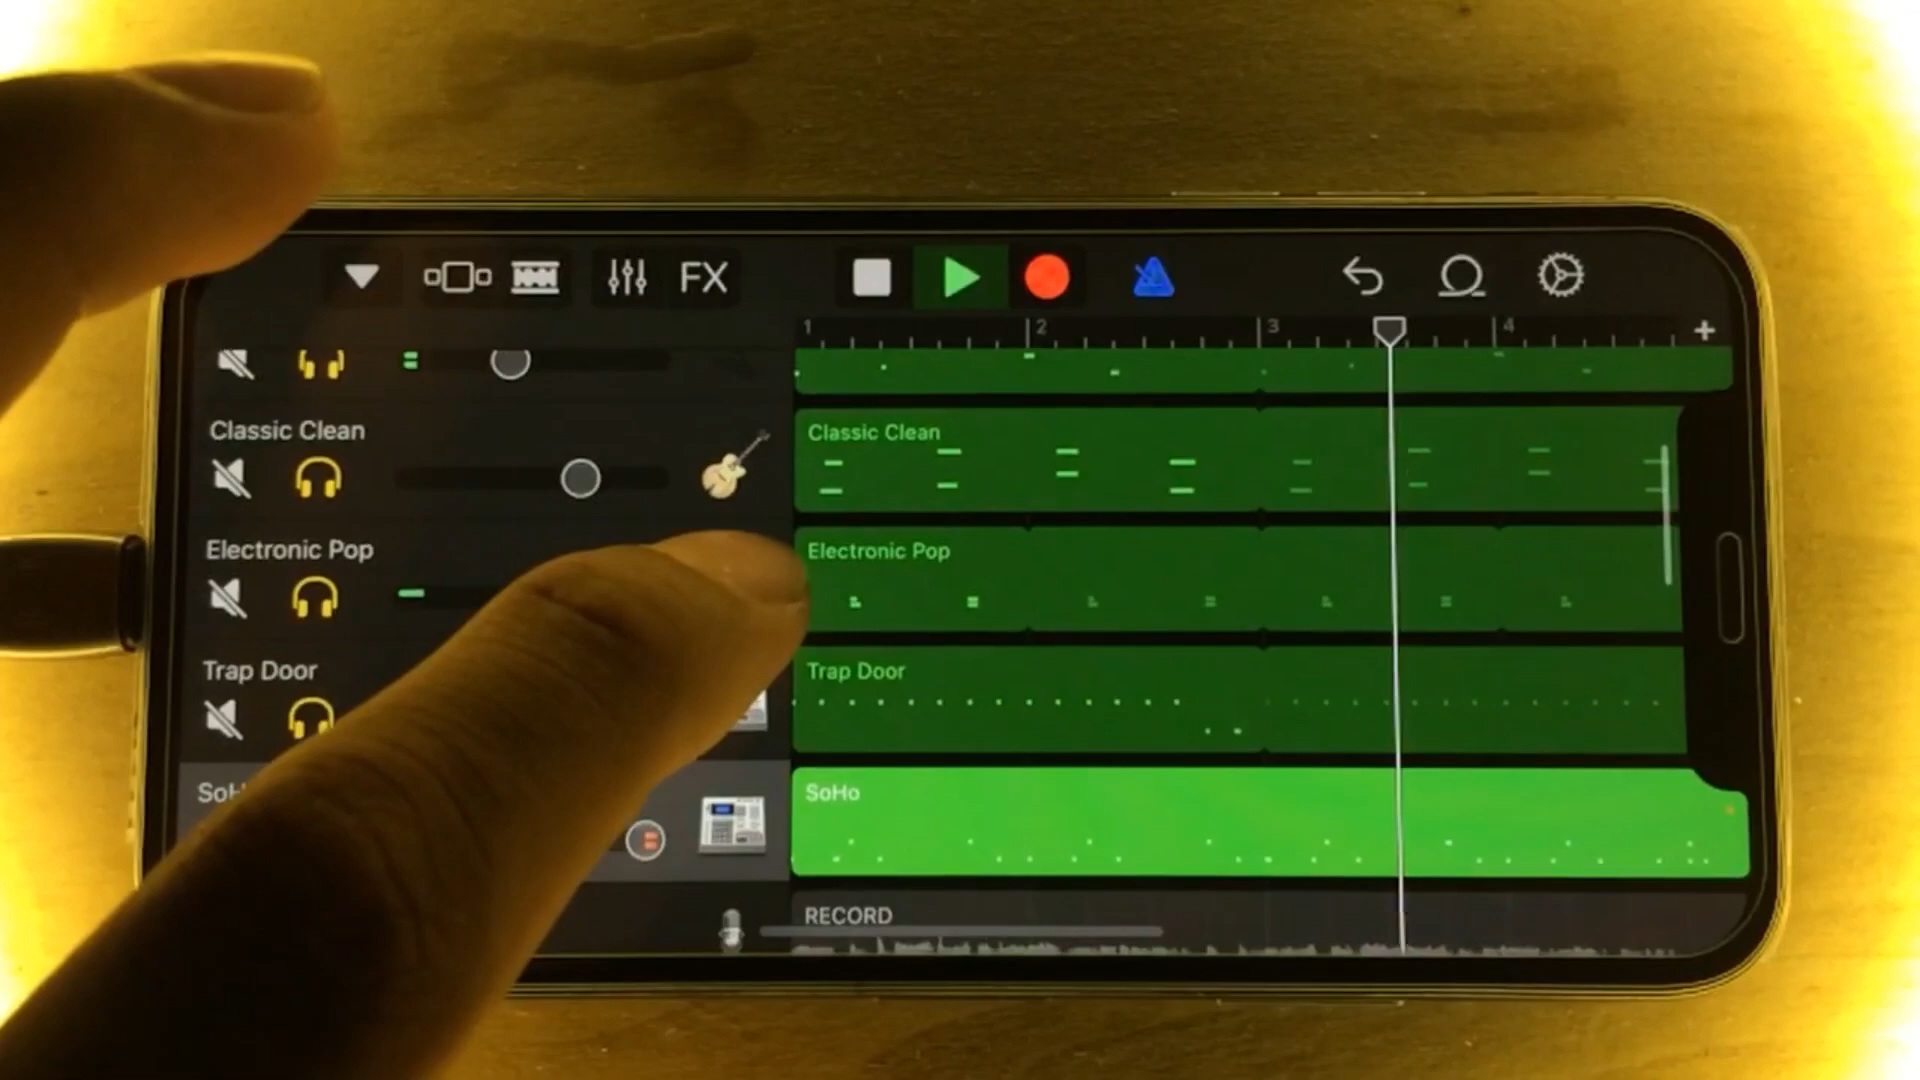 FX
1 2 3 4
Classic Clean
Classic Clean
Electronic Pop
Electronic Pop
Trap Door
Trap Door
SoHo
RECORD